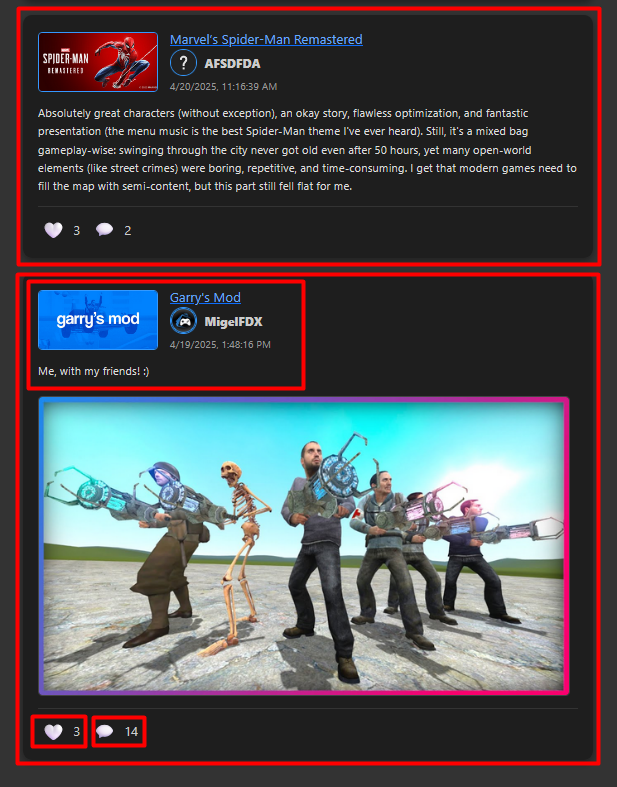 MARVEL
SPIDER-MAN
REMASTERED
Marvel's Spider-Man Remastered
? AFSDFDA
4/20/2025, 11:16:39 AM
Absolutely great characters (without exception), an okay story, flawless optimization, and fantastic
presentation (the menu music is the best Spider-Man theme I've ever heard). Still, it's a mixed bag
gameplay-wise: swinging through the city never got old even after 50 hours, yet many open-world
elements (like street crimes) were boring, repetitive, and time-consuming. I get that modern games need to
fill the map with semi-content, but this part still fell flat for me.
3 2
garry's mod
Garry's Mod
MigelFDX
4/19/2025, 1:48:16 PM
Me, with my friends! :)
3 14